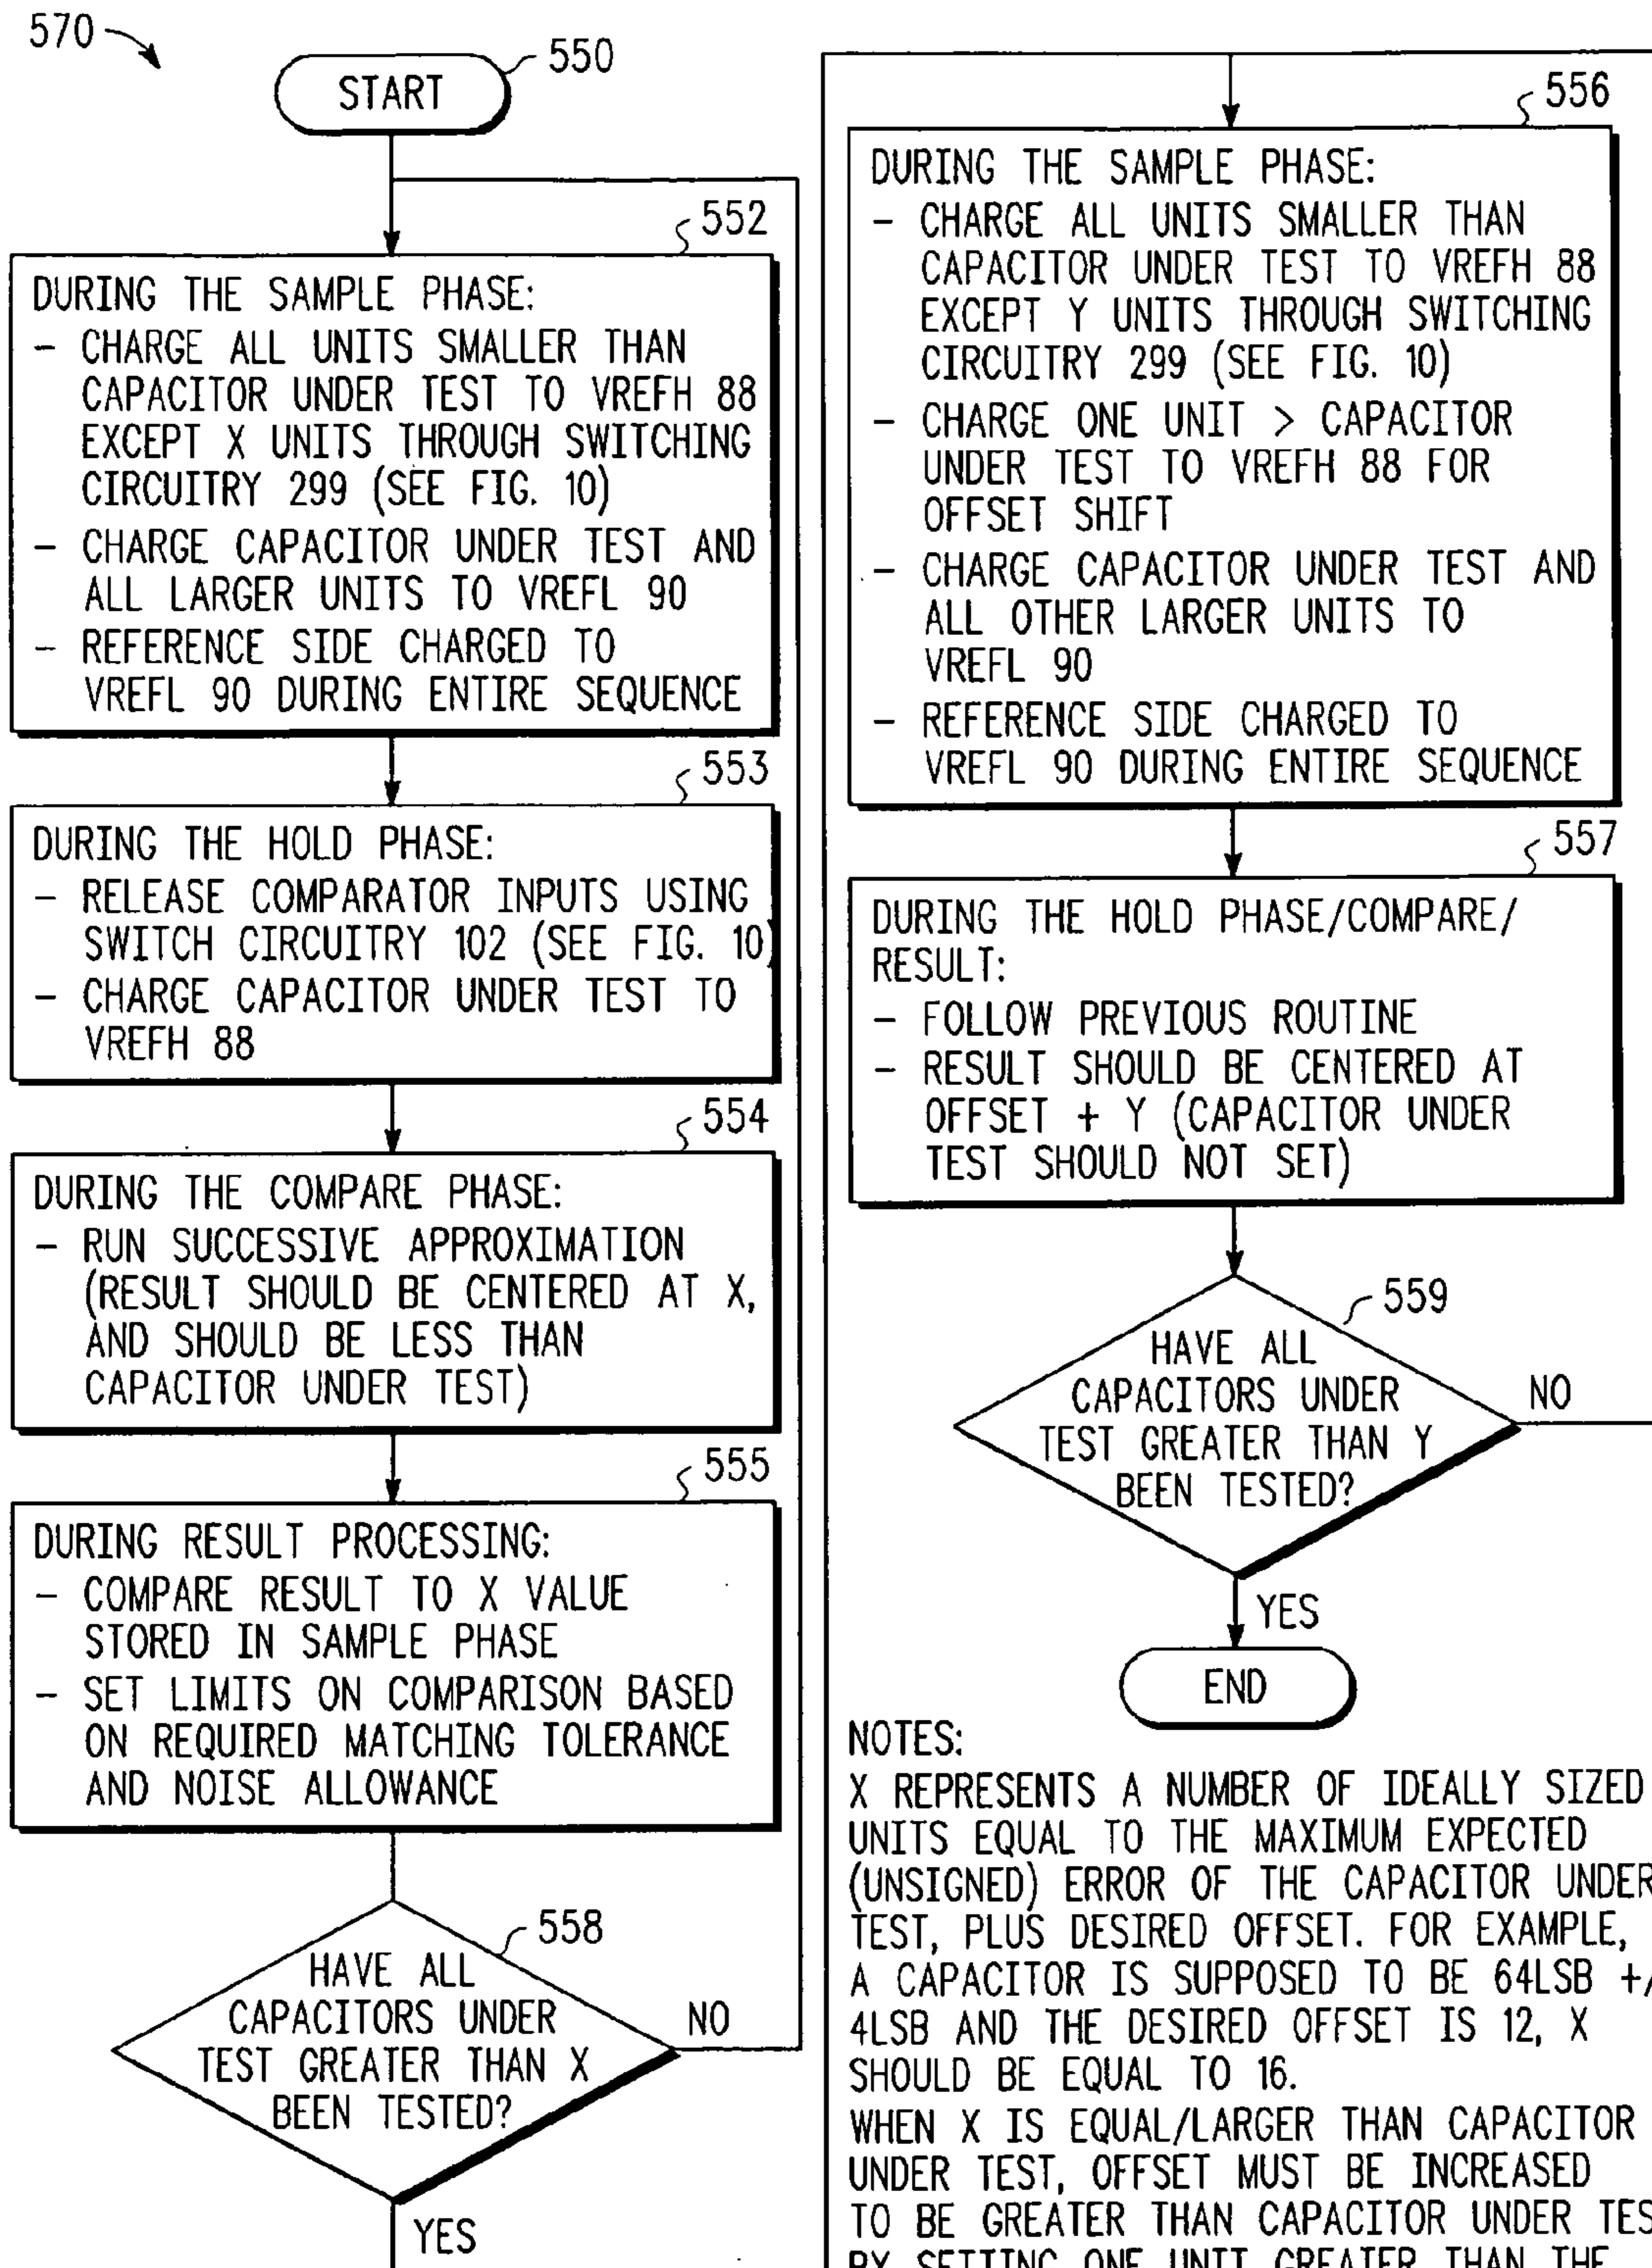 570
START
550
552
DURING THE SAMPLE PHASE:
- CHARGE ALL UNITS SMALLER THAN
CAPACITOR UNDER TEST TO VREFH 88
EXCEPT X UNITS THROUGH SWITCHING
CIRCUITRY 299 (SEE FIG. 10)
- CHARGE CAPACITOR UNDER TEST AND
ALL LARGER UNITS TO VREFL 90
- REFERENCE SIDE CHARGED TO
VREFL 90 DURING ENTIRE SEQUENCE
553
DURING THE HOLD PHASE:
- RELEASE COMPARATOR INPUTS USING
SWITCH CIRCUITRY 102 (SEE FIG. 10)
- CHARGE CAPACITOR UNDER TEST TO
VREFH 88
554
DURING THE COMPARE PHASE:
- RUN SUCCESSIVE APPROXIMATION
(RESULT SHOULD BE CENTERED AT X,
AND SHOULD BE LESS THAN
CAPACITOR UNDER TEST)
555
DURING RESULT PROCESSING:
- COMPARE RESULT TO X VALUE
STORED IN SAMPLE PHASE
- SET LIMITS ON COMPARISON BASED
ON REQUIRED MATCHING TOLERANCE
AND NOISE ALLOWANCE
558
HAVE ALL
CAPACITORS UNDER
TEST GREATER THAN X
BEEN TESTED?
NO
YES
556
DURING THE SAMPLE PHASE:
- CHARGE ALL UNITS SMALLER THAN
CAPACITOR UNDER TEST TO VREFH 88
EXCEPT Y UNITS THROUGH SWITCHING
CIRCUITRY 299 (SEE FIG. 10)
- CHARGE ONE UNIT > CAPACITOR
UNDER TEST TO VREFH 88 FOR
OFFSET SHIFT
- CHARGE CAPACITOR UNDER TEST AND
ALL OTHER LARGER UNITS TO
VREFL 90
- REFERENCE SIDE CHARGED TO
VREFL 90 DURING ENTIRE SEQUENCE
557
DURING THE HOLD PHASE/COMPARE/
RESULT:
- FOLLOW PREVIOUS ROUTINE
- RESULT SHOULD BE CENTERED AT
OFFSET + Y (CAPACITOR UNDER
TEST SHOULD NOT SET)
559
HAVE ALL
CAPACITORS UNDER
TEST GREATER THAN Y
BEEN TESTED?
NO
YES
END
NOTES:
X REPRESENTS A NUMBER OF IDEALLY SIZED
UNITS EQUAL TO THE MAXIMUM EXPECTED
(UNSIGNED) ERROR OF THE CAPACITOR UNDER
TEST, PLUS DESIRED OFFSET. FOR EXAMPLE,
A CAPACITOR IS SUPPOSED TO BE 64LSB +/
4LSB AND THE DESIRED OFFSET IS 12, X
SHOULD BE EQUAL TO 16.
WHEN X IS EQUAL/LARGER THAN CAPACITOR
UNDER TEST, OFFSET MUST BE INCREASED
TO BE GREATER THAN CAPACITOR UNDER TES
BY SETTING ONE UNIT GREATER THAN THE